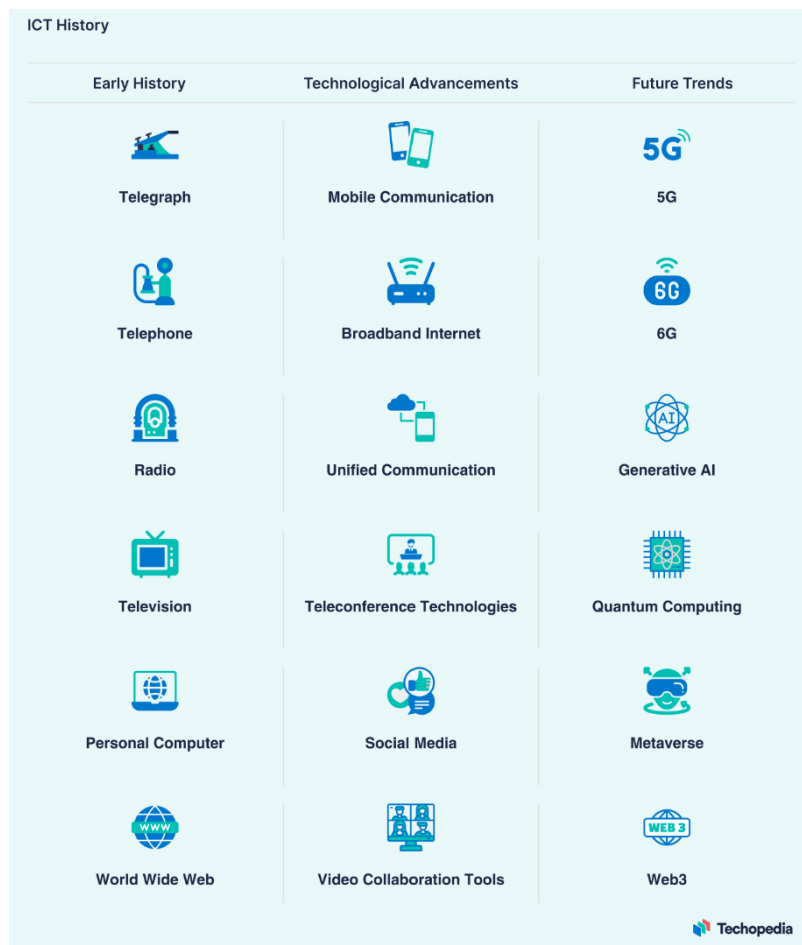 ICT History
Early History Technological Advancements Future Trends
5G
Telegraph Mobile Communication 5G
6G
Telephone Broadband Internet 6G
AI
Radio Unified Communication Generative AI
Television Teleconference Technologies Quantum Computing
Personal Computer Social Media Metaverse
WWW WEB 3
World Wide Web Video Collaboration Tools Web3
Techopedia